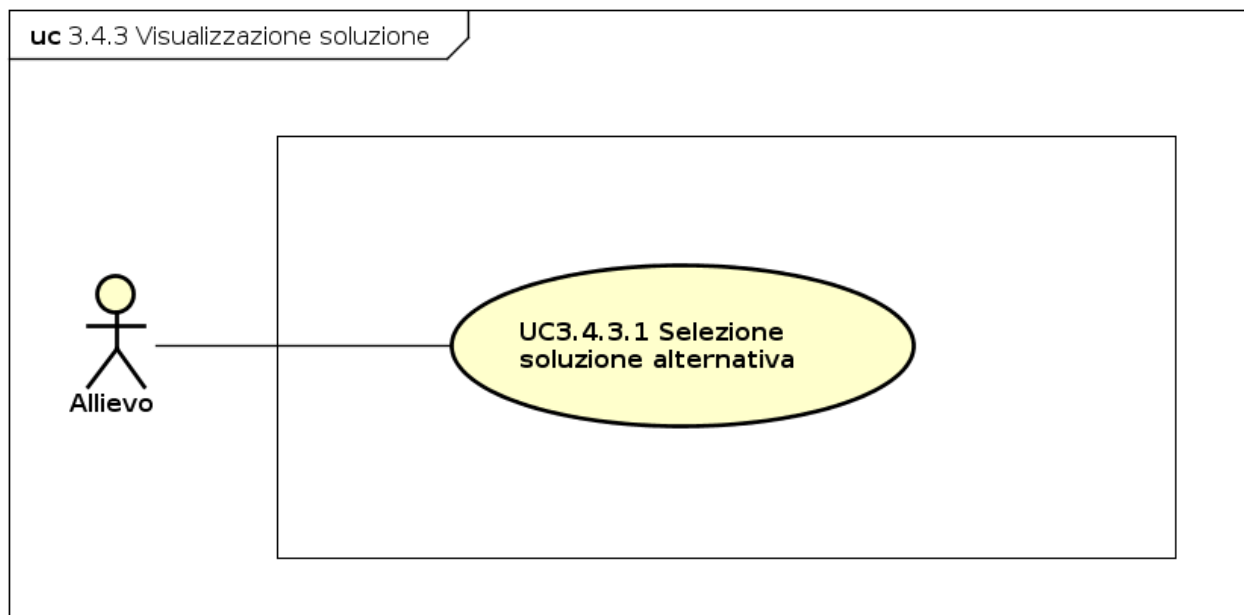 uc 3.4.3 Visualizzazione soluzione
UC3.4.3.1 Selezione
soluzione alternativa
Allievo